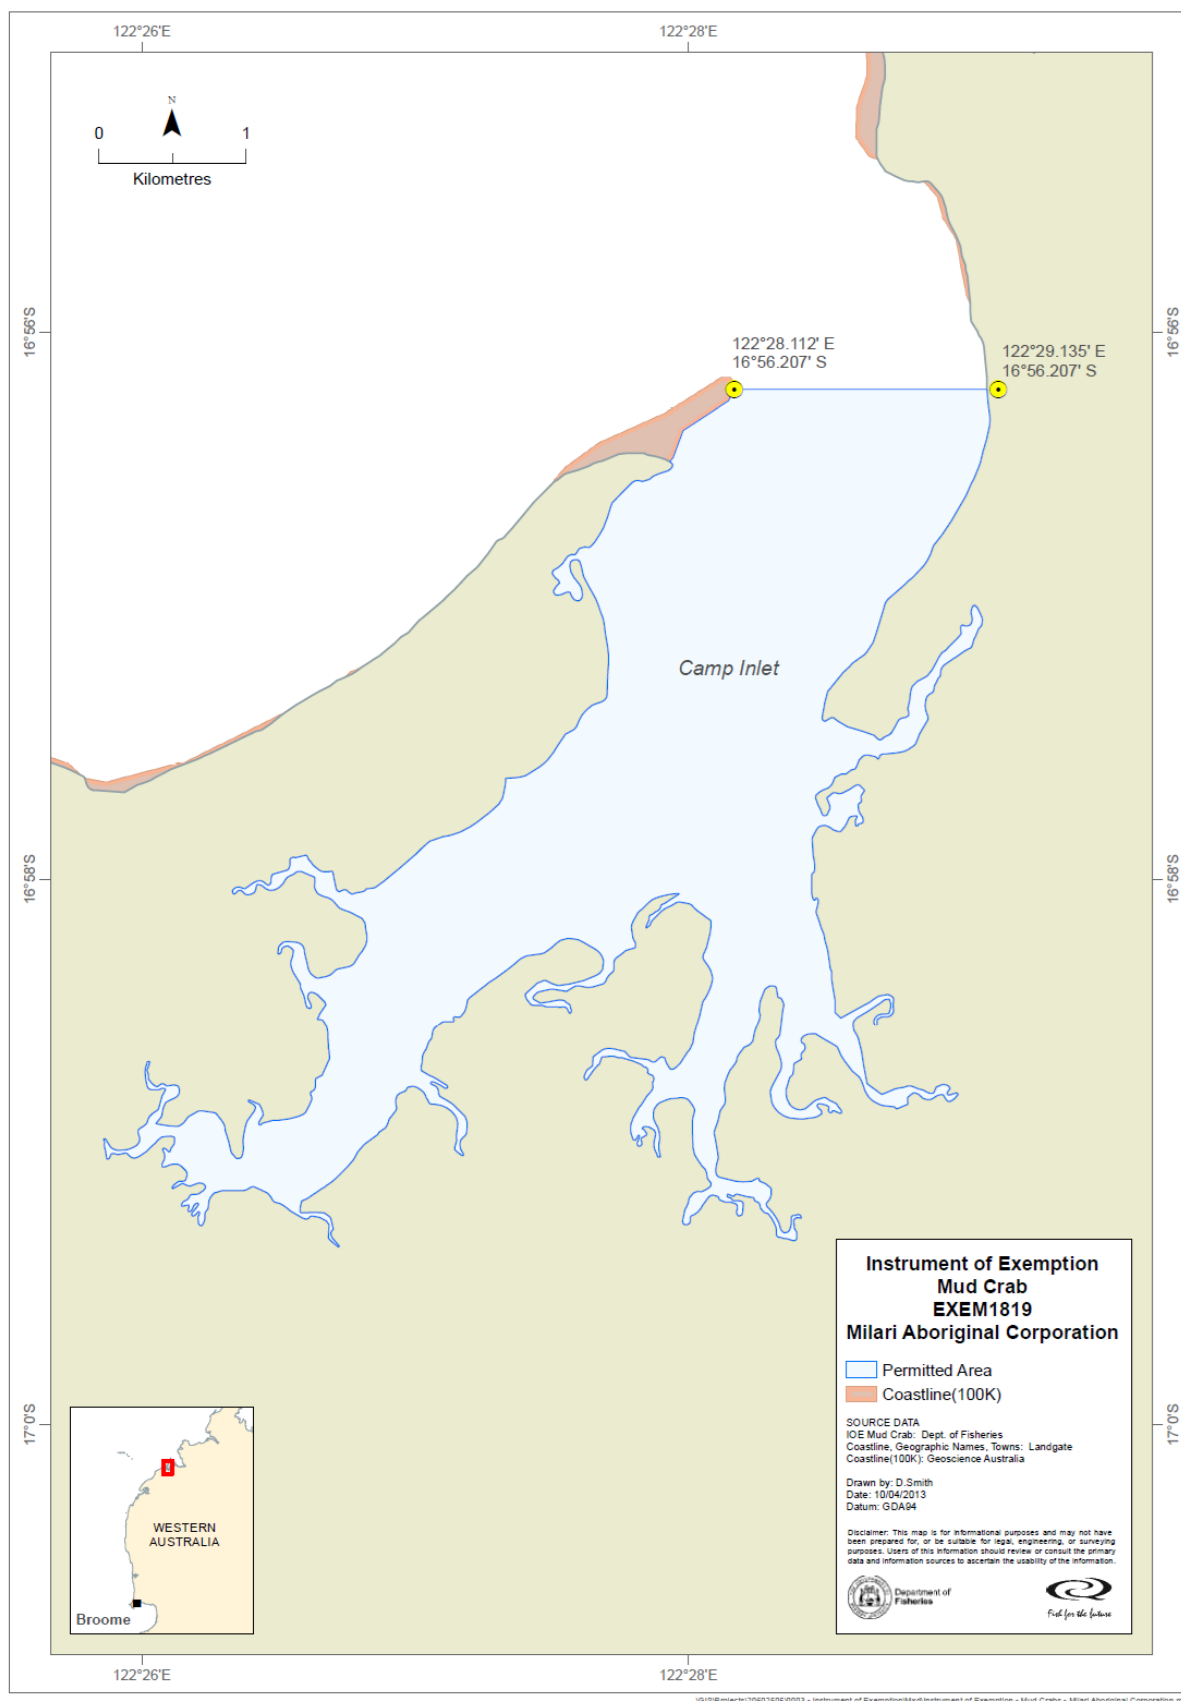 122°26'E
122°28'E
N
0 1
Kilometres
16°56'S
16°56'S
122°28.112' E
16°56.207' S
122°29.135' E
16°56.207' S
Camp Inlet
16°58'S
16°58'S
17°0'S
17°0'S
Instrument of Exemption
Mud Crab
EXEM1819
Milari Aboriginal Corporation
Permitted Area
Coastline(100K)
SOURCE DATA
IOE Mud Crab: Dept. of Fisheries
Coastline, Geographic Names, Towns: Landgate
Coastline(100K): Geoscience Australia
Drawn by: D.Smith
Date: 10/04/2013
Datum: GDA94
Disclaimer: This map is for informational purposes and may not have
been prepared for, or be suitable for legal, engineering, or surveying
purposes. Users of this information should review or consult the primary
data and information sources to ascertain the usability of the information.
Department of
Fisheries
Fish for the future
WESTERN
AUSTRALIA
Broome
122°26'E
122°28'E